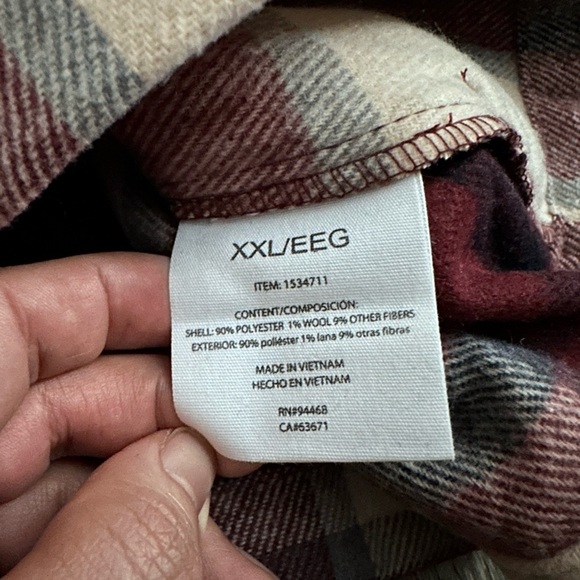 XXL/EEG
ITEM: 1534711
CONTENT/COMPOSICIÓN:
SHELL: 90% POLYESTER 1% WOOL 9% OTHER FIBERS
EXTERIOR: 90% poliéster 1% lana 9% otras fibras
MADE IN VIETNAM
HECHO EN VIETNAM
RN#94468
CA#63671